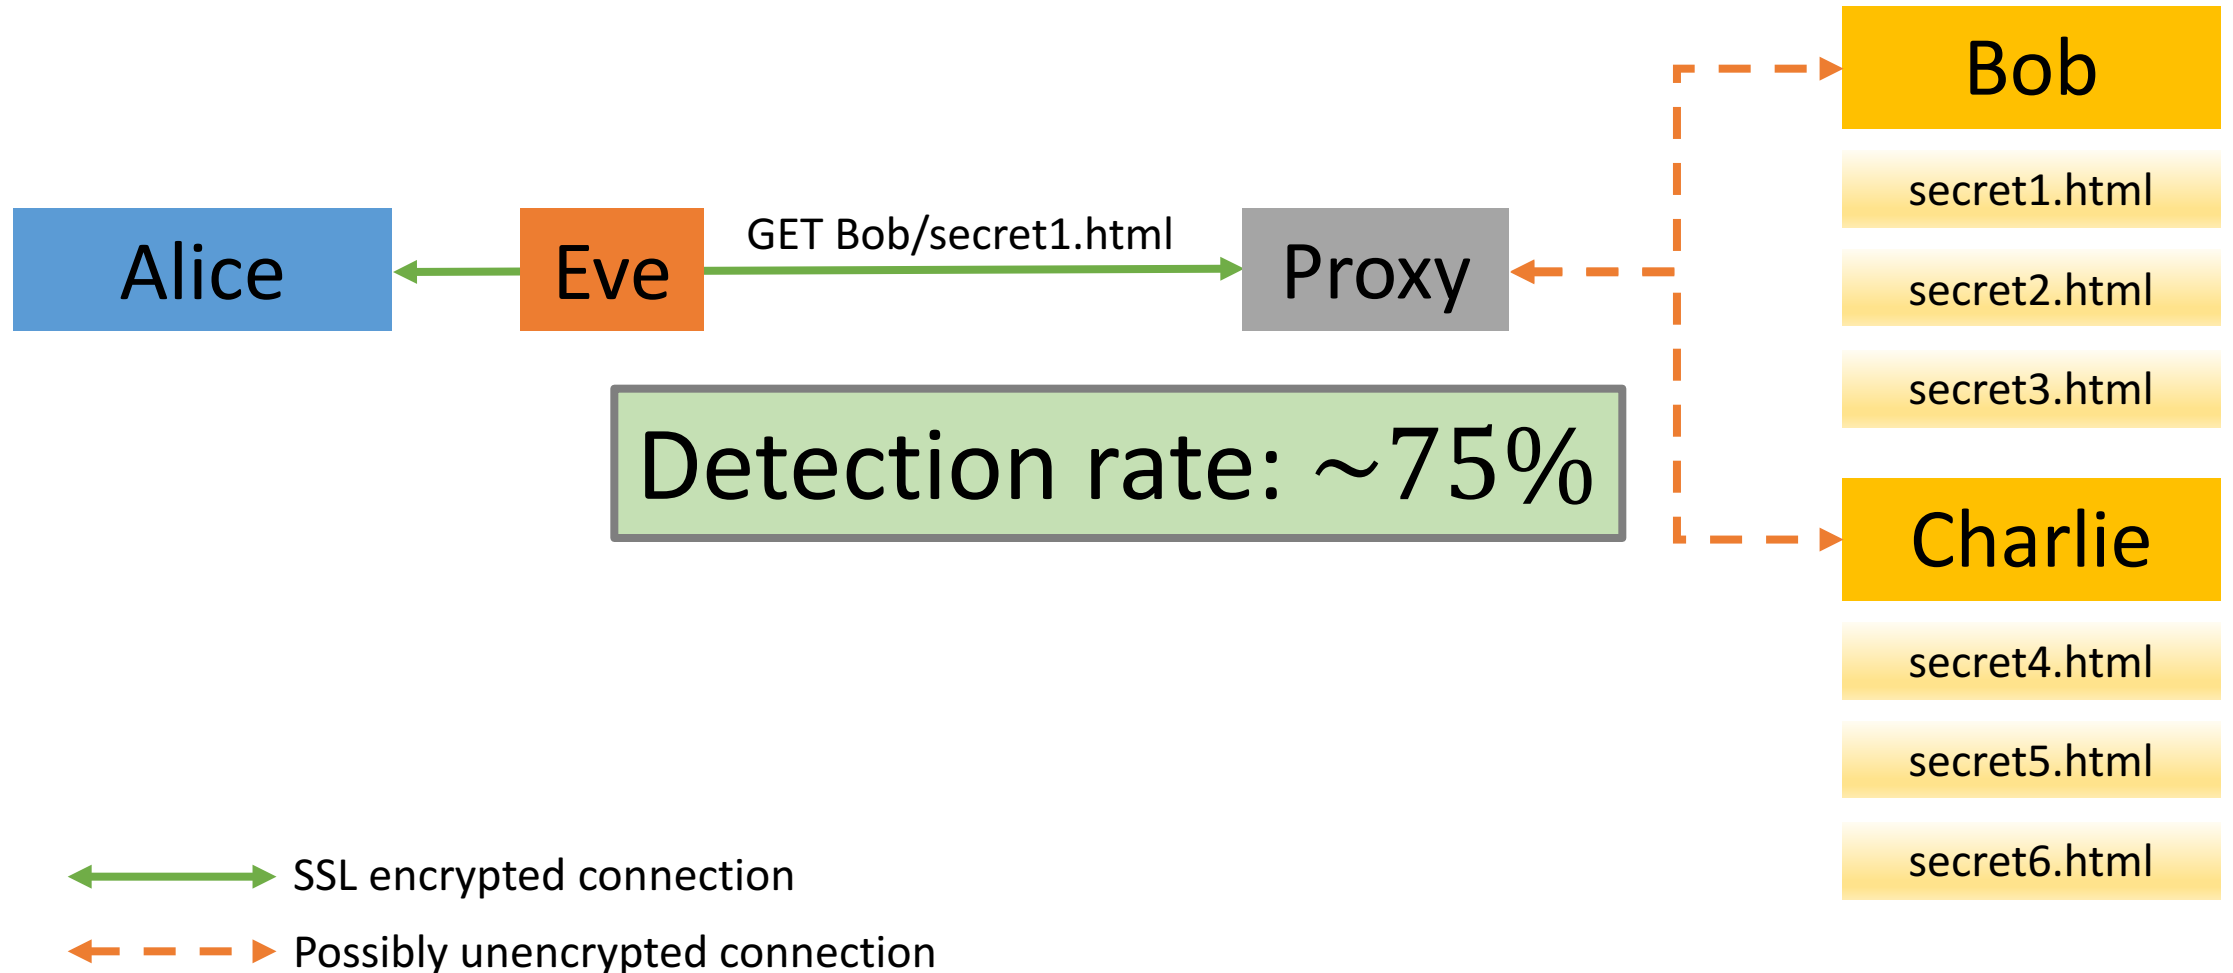 Bob
secret1.html
secret2.html
secret3.html
Alice
Eve
GET Bob/secret1.html
Proxy
Detection rate: ~75%
Charlie
secret4.html
secret5.html
secret6.html
SSL encrypted connection
Possibly unencrypted connection